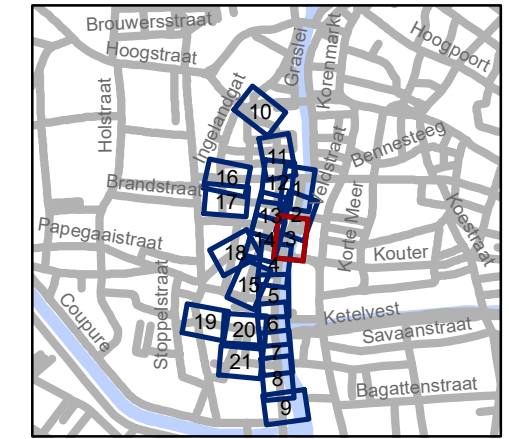 Brouwersstraat
Hoogstraat
Holstraat
Ingelandgat
Graslei
Korenmarkt
Hoogpoort
Bennesteeg
Veldstraat
Brandstraat
Korte Meer
Koestraat
Papegaaistraat
Kouter
Coupure
Stoppelstraat
Ketelvest
Savaanstraat
Bagattenstraat
10
11
16
12
1
17
13
2
14
3
18
4
15
5
19
20
6
21
7
8
9